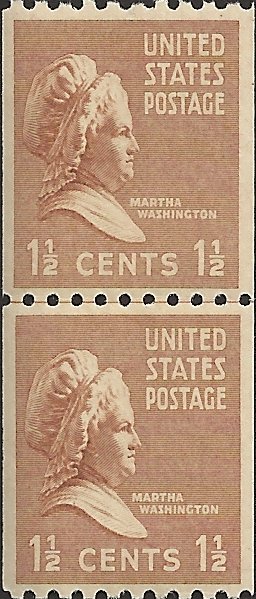 UNITED
STATES
POSTAGE
MARTHA
WASHINGTON
1½ CENTS 1½
UNITED
STATES
POSTAGE
MARTHA
WASHINGTON
1½ CENTS 1½